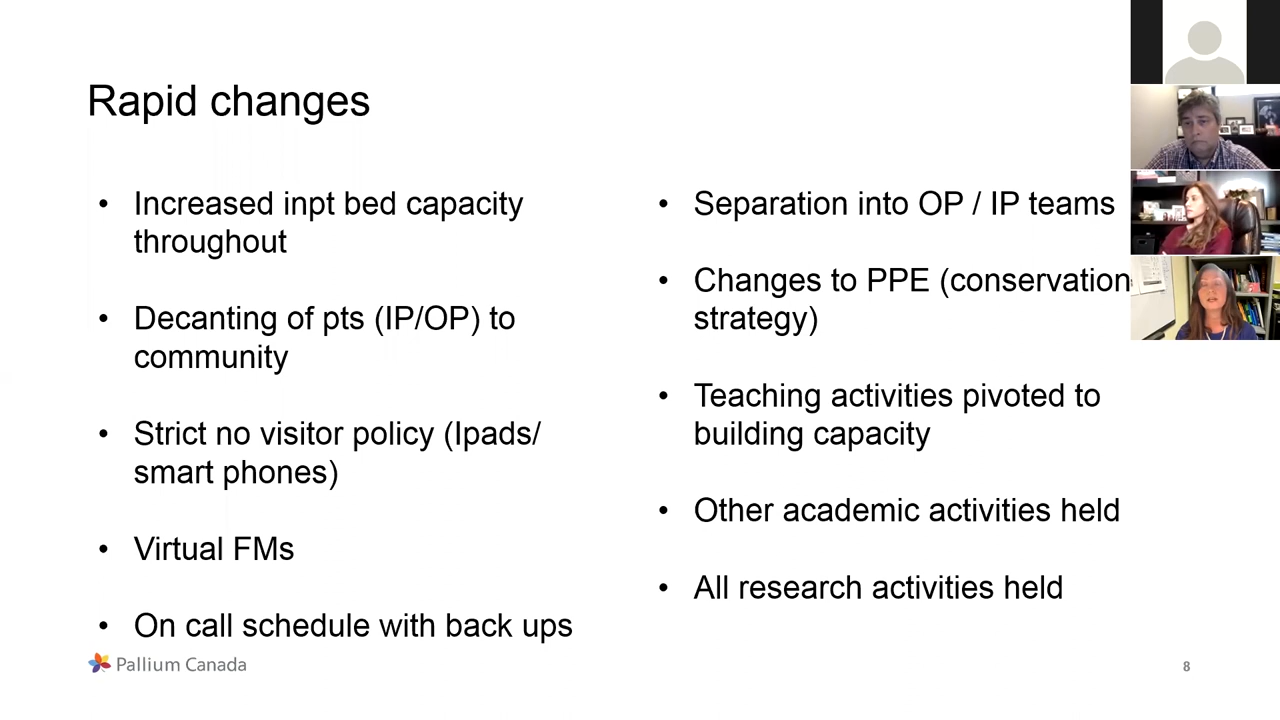 Rapid changes
• Increased inpt bed capacity
throughout
• Decanting of pts (IP/OP) to
community
• Strict no visitor policy (Ipads/
smart phones)
• Virtual FMs
• On call schedule with back ups
• Separation into OP / IP teams
• Changes to PPE (conservation
strategy)
• Teaching activities pivoted to
building capacity
• Other academic activities held
• All research activities held
Pallium Canada
8